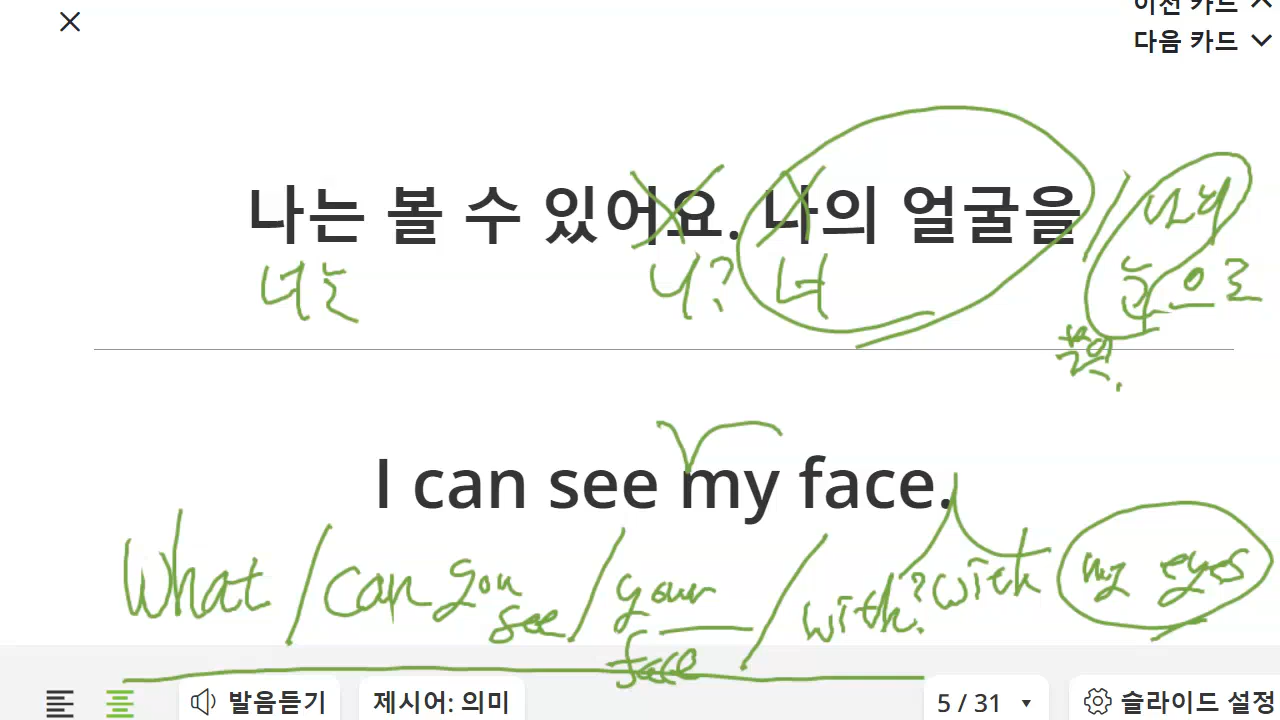 이전 카드
다음 카드
나는 볼 수 있어요. 나의 얼굴을 / 나의
너는 니? 너 눈으로
무엇.
I can see my face.
What / can you see / your face / with? with my eyes
발음듣기 제시어: 의미 5 / 31 슬라이드 설정